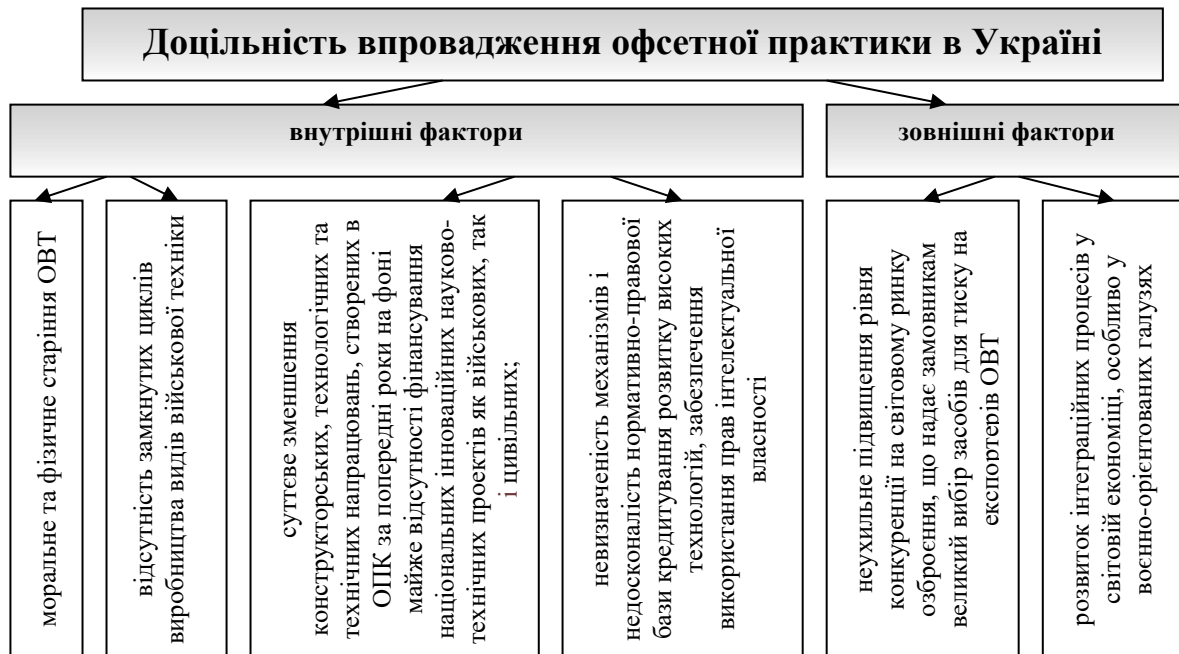 Доцільність впровадження офсетної практики в Україні
внутрішні фактори
зовнішні фактори
моральне та фізичне старіння ОВТ
відсутність замкнутих циклів
виробництва видів військової техніки
суттєве зменшення
конструкторських, технологічних та
технічних напрацювань, створених в
ОПК за попередні роки на фоні
майже відсутності фінансування
національних інноваційних науково-
технічних проектів як військових, так
і цивільних;
невизначеність механізмів і
недосконалість нормативно-правової
бази кредитування розвитку високих
технологій, забезпечення
використання прав інтелектуальної
власності
неухильне підвищення рівня
конкуренції на світовому ринку
озброєння, що надає замовникам
великий вибір засобів для тиску на
експортерів ОВТ
розвиток інтеграційних процесів у
світовій економіці, особливо у
воєнно-орієнтованих галузях